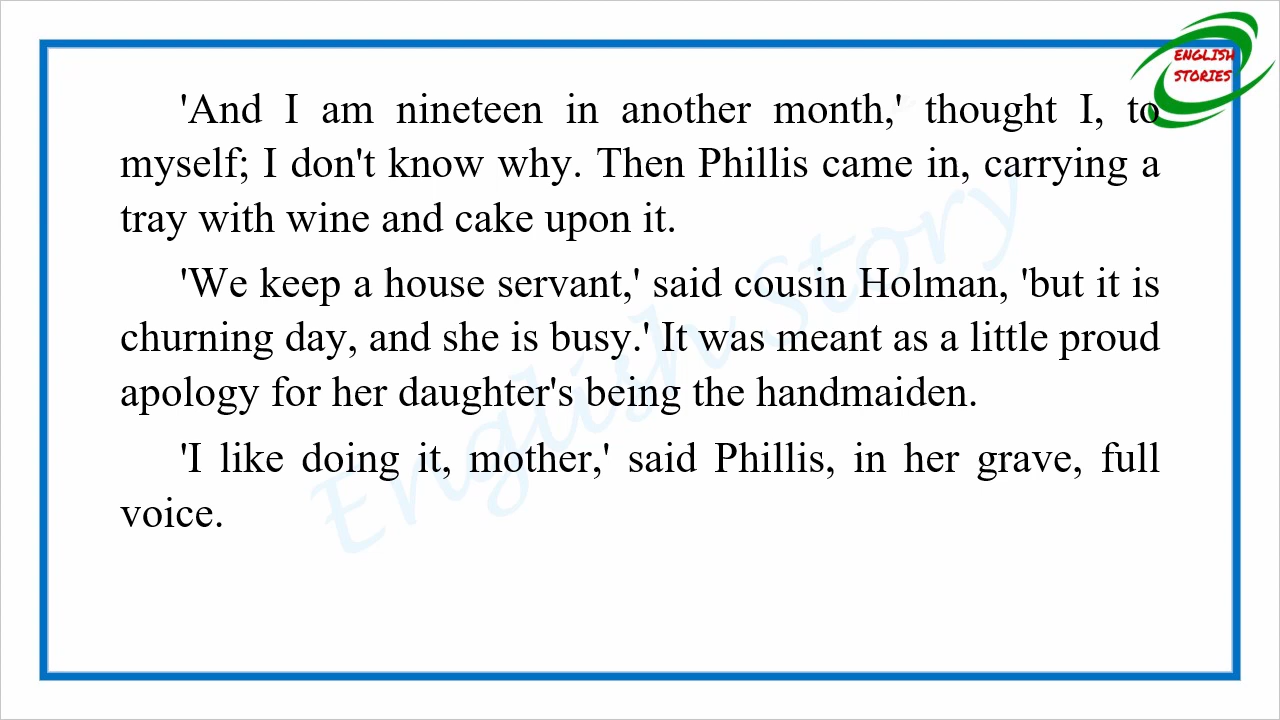 ENGLISH
STORIES
'And I am nineteen in another month,' thought I, to
myself; I don't know why. Then Phillis came in, carrying a
tray with wine and cake upon it.
'We keep a house servant,' said cousin Holman, 'but it is
churning day, and she is busy.' It was meant as a little proud
apology for her daughter's being the handmaiden.
'I like doing it, mother,' said Phillis, in her grave, full
voice.
English Story